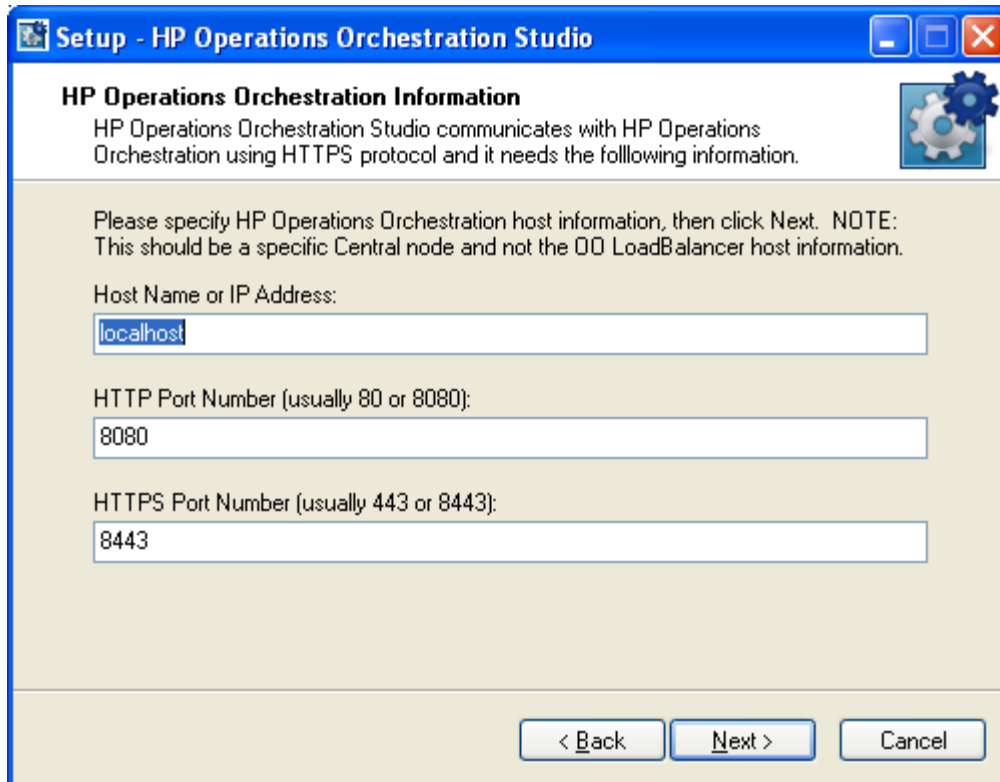 Setup - HP Operations Orchestration Studio
HP Operations Orchestration Information
HP Operations Orchestration Studio communicates with HP Operations
Orchestration using HTTPS protocol and it needs the folllowing information.
Please specify HP Operations Orchestration host information, then click Next.  NOTE:
This should be a specific Central node and not the OO LoadBalancer host information.
Host Name or IP Address:
localhost
HTTP Port Number (usually 80 or 8080):
8080
HTTPS Port Number (usually 443 or 8443):
8443
< Back
Next >
Cancel